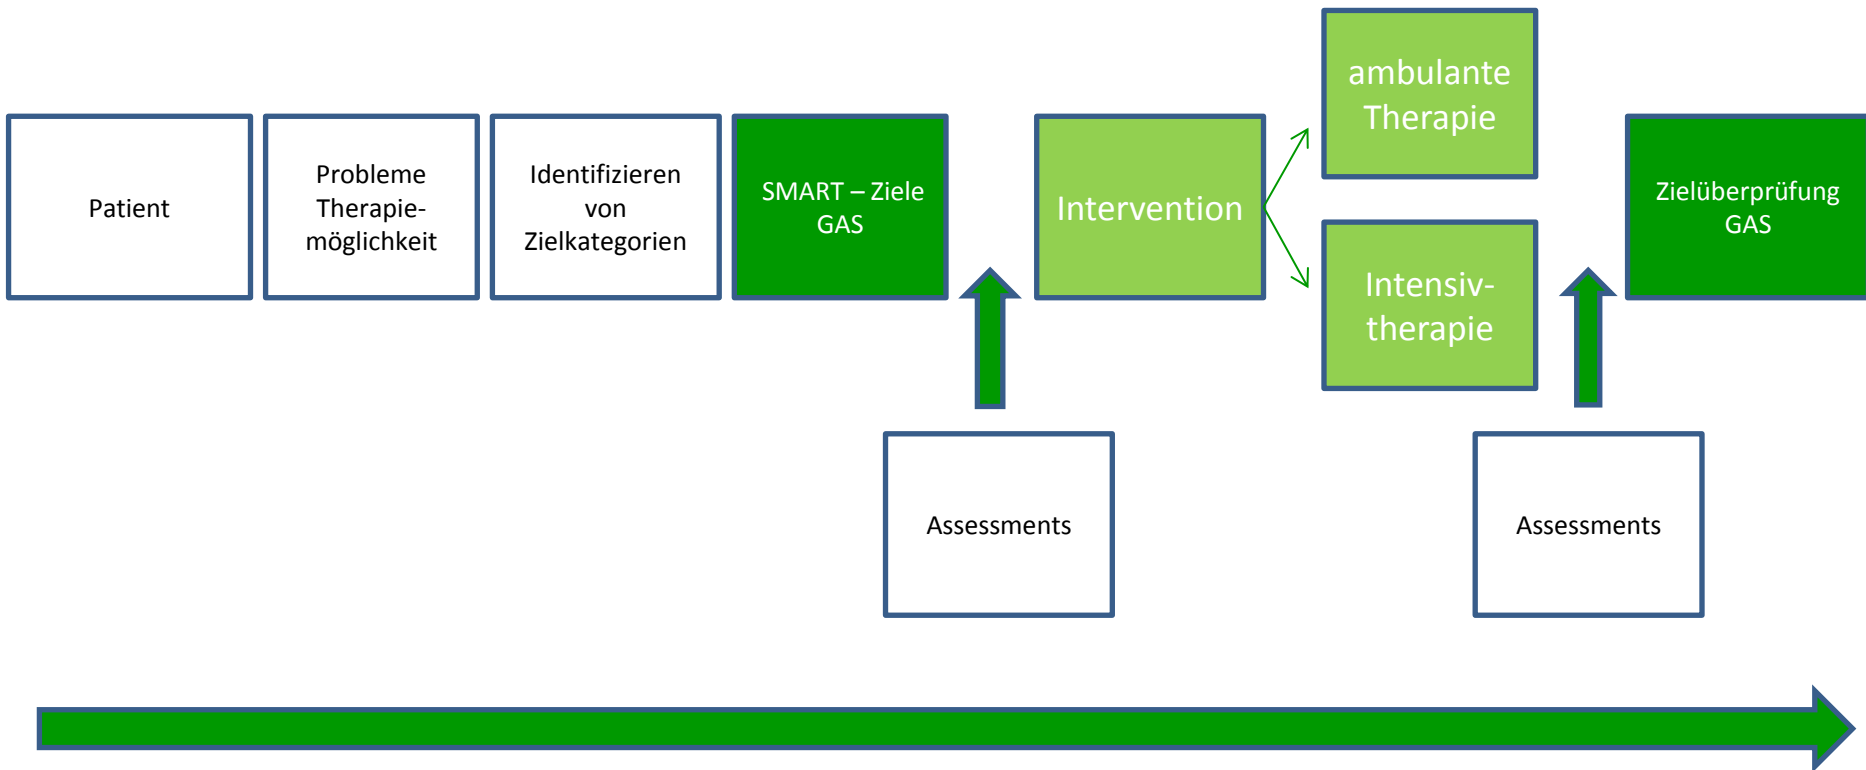 Patient
Probleme
Therapie-
möglichkeit
Identifizieren
von
Zielkategorien
SMART – Ziele
GAS
Intervention
ambulante
Therapie
Intensiv-
therapie
Zielüberprüfung
GAS
Assessments
Assessments